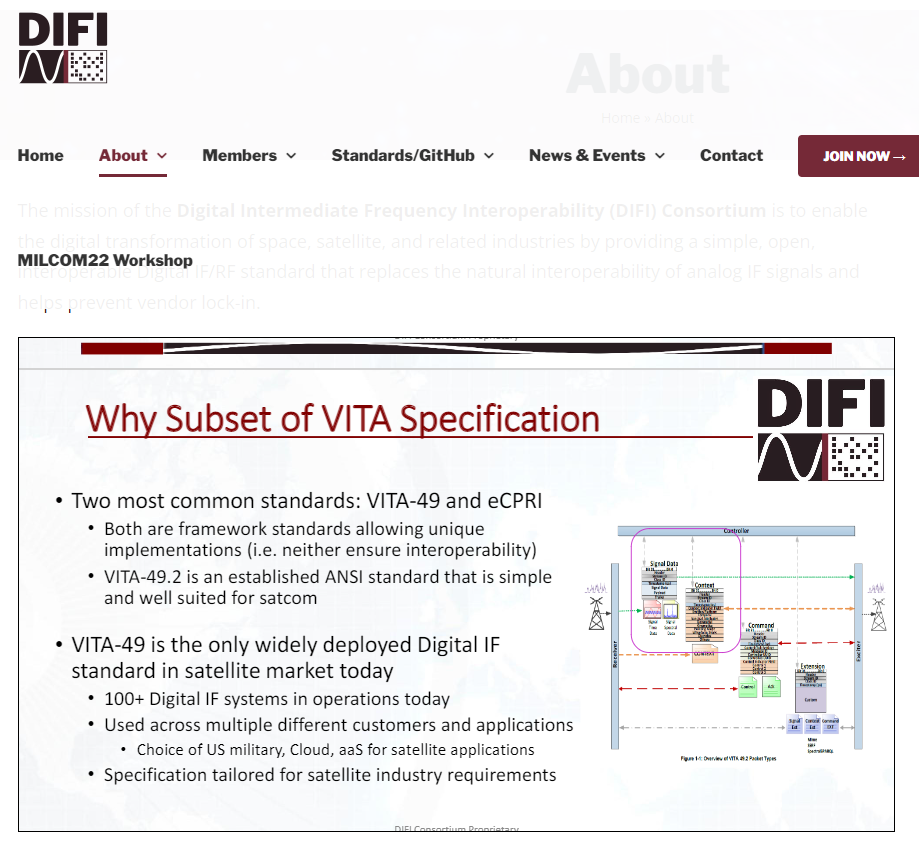 DIFI
About
Home » About
Home
About
Members
Standards/GitHub
News & Events
Contact
JOIN NOW →
The mission of the Digital Intermediate Frequency Interoperability (DIFI) Consortium is to enable
the digital transformation of space, satellite, and related industries by providing a simple, open,
MILCOM22 Workshop
interoperable Digital IF/RF standard that replaces the natural interoperability of analog IF signals and
helps prevent vendor lock-in.
Why Subset of VITA Specification
DIFI
• Two most common standards: VITA-49 and eCPRI
• Both are framework standards allowing unique
implementations (i.e. neither ensure interoperability)
• VITA-49.2 is an established ANSI standard that is simple
and well suited for satcom
• VITA-49 is the only widely deployed Digital IF
standard in satellite market today
• 100+ Digital IF systems in operations today
• Used across multiple different customers and applications
• Choice of US military, Cloud, aaS for satellite applications
• Specification tailored for satellite industry requirements
Controller
Signal Data
Context
Command
Extension
Receiver
Exciter
Control
Figure 1-1: Overview of VITA 49.2 Packet Types
DIFI Consortium Proprietary